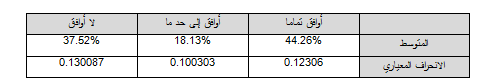 أوافق تماما	أوافق إلى حد ما	لا أوافق
المتوسط	44.26%	18.13%	37.52%
الانحراف المعياري	0.12306	0.100303	0.130087